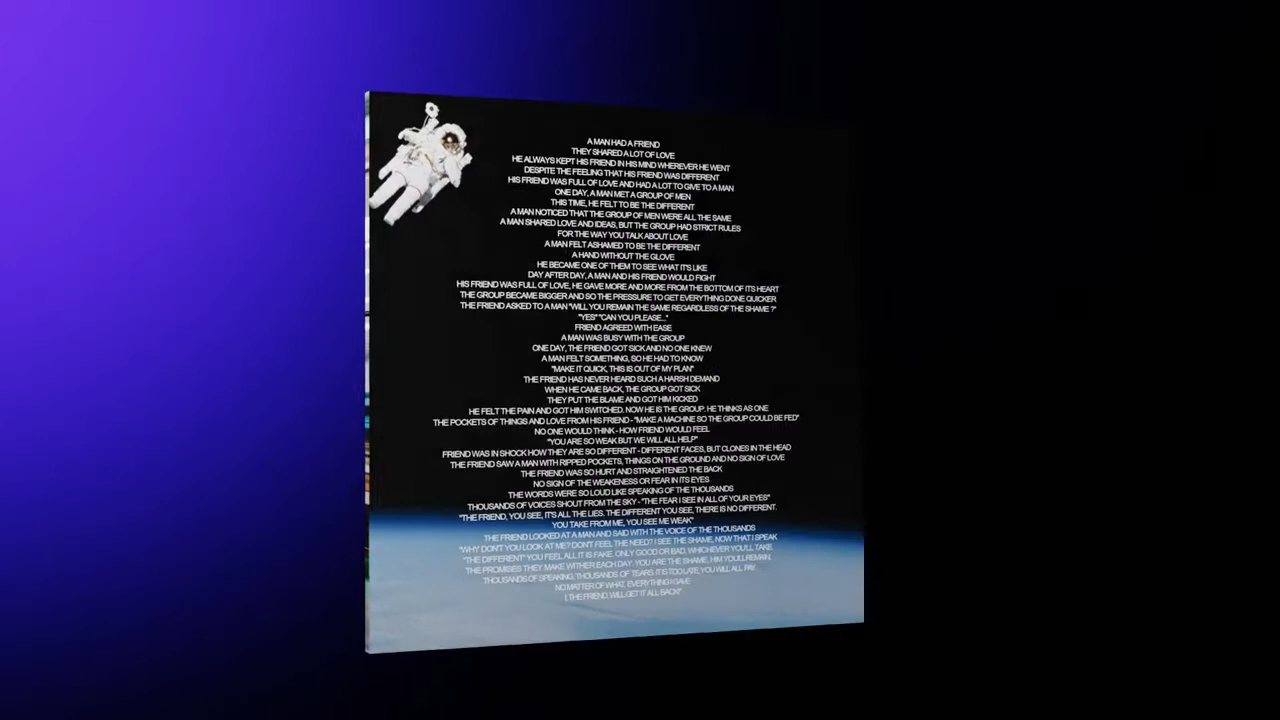 A MAN HAD A FRIEND
THEY SHARED A LOT OF LOVE
HE ALWAYS KEPT HIS FRIEND IN HIS MIND WHEREVER HE WENT
DESPITE THE FEELING THAT HIS FRIEND WAS DIFFERENT
HIS FRIEND WAS FULL OF LOVE AND HAD A LOT TO GIVE TO A MAN
ONE DAY, A MAN MET A GROUP OF MEN
THIS TIME, HE FELT TO BE THE DIFFERENT
A MAN NOTICED THAT THE GROUP OF MEN WERE ALL THE SAME
A MAN SHARED LOVE AND IDEAS, BUT THE GROUP HAD STRICT RULES
FOR THE WAY YOU TALK ABOUT LOVE
A MAN FELT ASHAMED TO BE THE DIFFERENT
A HAND WITHOUT THE GLOVE
HE BECAME ONE OF THEM TO SEE WHAT IT'S LIKE
DAY AFTER DAY, A MAN AND HIS FRIEND WOULD FIGHT
HIS FRIEND WAS FULL OF LOVE, HE GAVE MORE AND MORE FROM THE BOTTOM OF ITS HEART
THE GROUP BECAME BIGGER AND SO THE PRESSURE TO GET EVERYTHING DONE QUICKER
THE FRIEND ASKED TO A MAN "WILL YOU REMAIN THE SAME REGARDLESS OF THE SHAME ?"
"YES" "CAN YOU PLEASE..."
FRIEND AGREED WITH EASE
A MAN WAS BUSY WITH THE GROUP
ONE DAY, THE FRIEND GOT SICK AND NO ONE KNEW
A MAN FELT SOMETHING, SO HE HAD TO KNOW
"MAKE IT QUICK, THIS IS OUT OF MY PLAN"
THE FRIEND HAS NEVER HEARD SUCH A HARSH DEMAND
WHEN HE CAME BACK, THE GROUP GOT SICK
THEY PUT THE BLAME AND GOT HIM KICKED
HE FELT THE PAIN AND GOT HIM SWITCHED. NOW HE IS THE GROUP. HE THINKS AS ONE
THE POCKETS OF THINGS AND LOVE FROM HIS FRIEND - "MAKE A MACHINE SO THE GROUP COULD BE FED"
NO ONE WOULD THINK - HOW FRIEND WOULD FEEL
"YOU ARE SO WEAK BUT WE WILL ALL HELP"
FRIEND WAS IN SHOCK HOW THEY ARE SO DIFFERENT - DIFFERENT FACES, BUT CLONES IN THE HEAD
THE FRIEND SAW A MAN WITH RIPPED POCKETS, THINGS ON THE GROUND AND NO SIGN OF LOVE
THE FRIEND WAS SO HURT AND STRAIGHTENED THE BACK
NO SIGN OF THE WEAKENESS OR FEAR IN ITS EYES
THE WORDS WERE SO LOUD LIKE SPEAKING OF THE THOUSANDS
THOUSANDS OF VOICES SHOUT FROM THE SKY - "THE FEAR I SEE IN ALL OF YOUR EYES"
"THE FRIEND, YOU SEE, IT'S ALL THE LIES. THE DIFFERENT YOU SEE, THERE IS NO DIFFERENT.
YOU TAKE FROM ME, YOU SEE ME WEAK"
THE FRIEND LOOKED AT A MAN AND SAID WITH THE VOICE OF THE THOUSANDS
"WHY DON'T YOU LOOK AT ME? DON'T FEEL THE NEED? I SEE THE SHAME, NOW THAT I SPEAK
"THE DIFFERENT" YOU FEEL ALL IT IS FAKE. ONLY GOOD OR BAD, WHICHEVER YOU'LL TAKE.
THE PROMISES THEY MAKE WITHER EACH DAY. YOU ARE THE SHAME, HIM YOU'LL REMAIN.
THOUSANDS OF SPEAKING, THOUSANDS OF TEARS. IT IS TOO LATE, YOU WILL ALL PAY.
NO MATTER OF WHAT, EVERYTHING I GAVE
I, THE FRIEND, WILL GET IT ALL BACK"